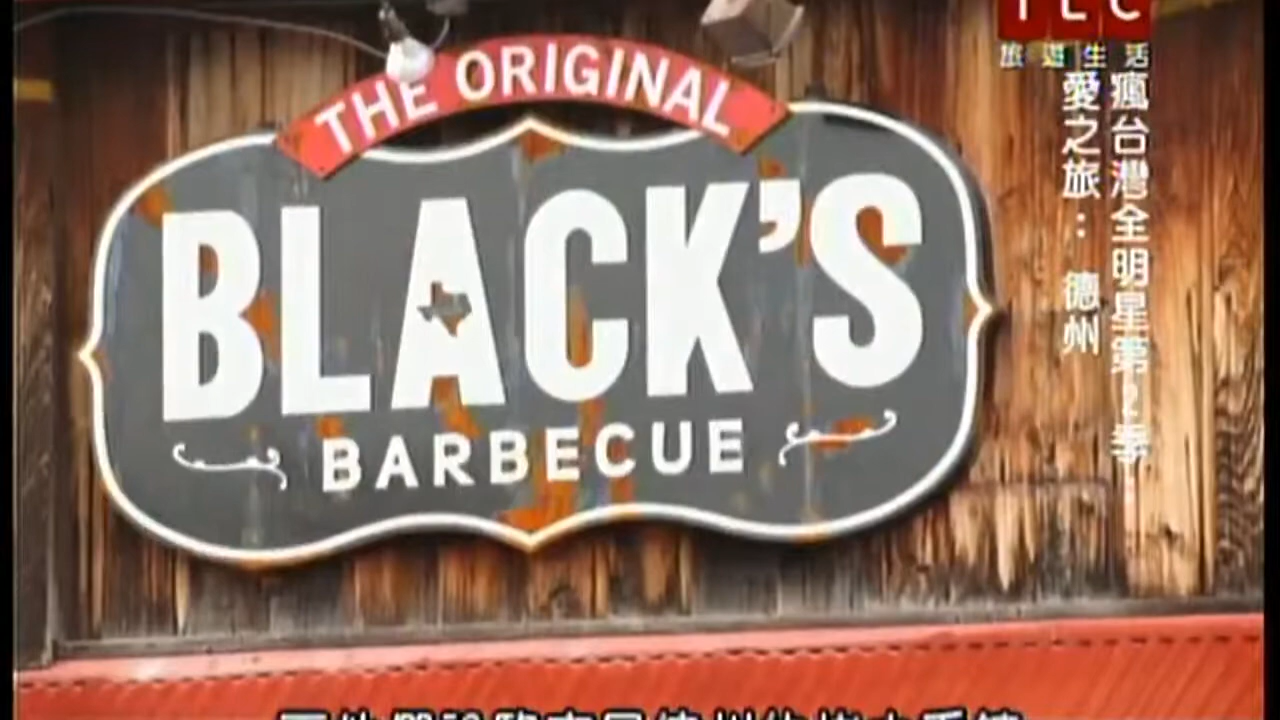 THE ORIGINAL
BLACK'S
BARBECUE
TLC
旅遊生活
瘋台灣全明星第2季：
愛之旅：德州